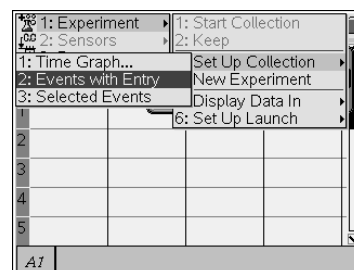 1: Experiment
2: Sensors
1: Start Collection
2: Keep
Set Up Collection
New Experiment
Display Data In
6: Set Up Launch
1: Time Graph...
2: Events with Entry
3: Selected Events
2
3
4
5
A1